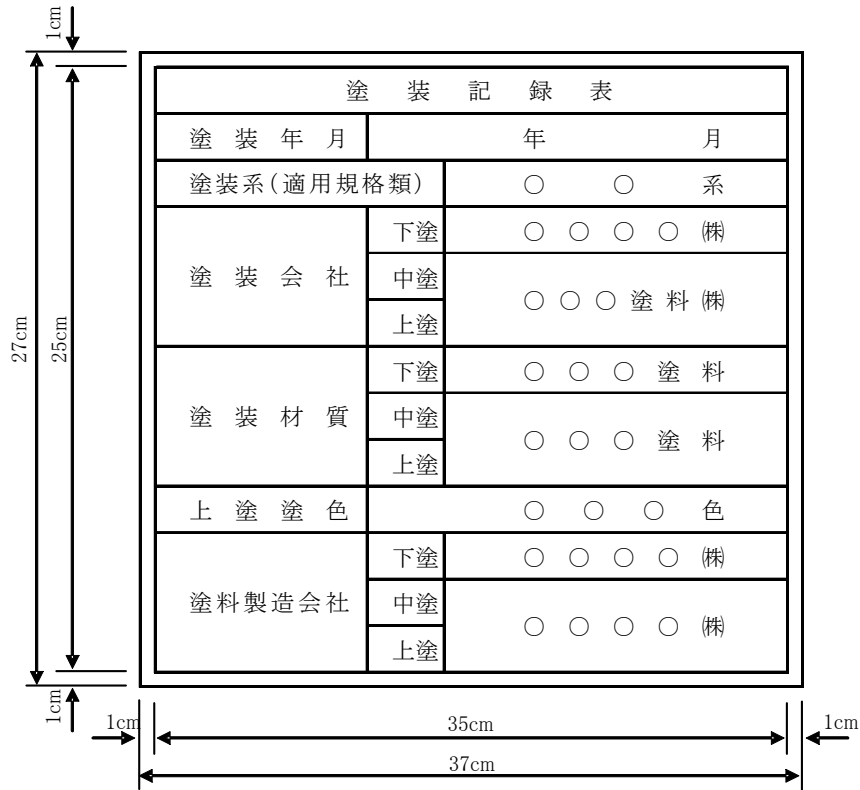 1cm
塗装記録表
塗装年月 年 月
塗装系(適用規格類) ○○系
塗装会社 下塗 ○○○○㈱
中塗 ○○○塗料㈱
上塗
塗装材質 下塗 ○○○塗料
中塗 ○○○塗料
上塗
上塗塗色 ○○○色
塗料製造会社 下塗 ○○○○㈱
中塗 ○○○○㈱
上塗
27cm
25cm
1cm
1cm
35cm
1cm
37cm